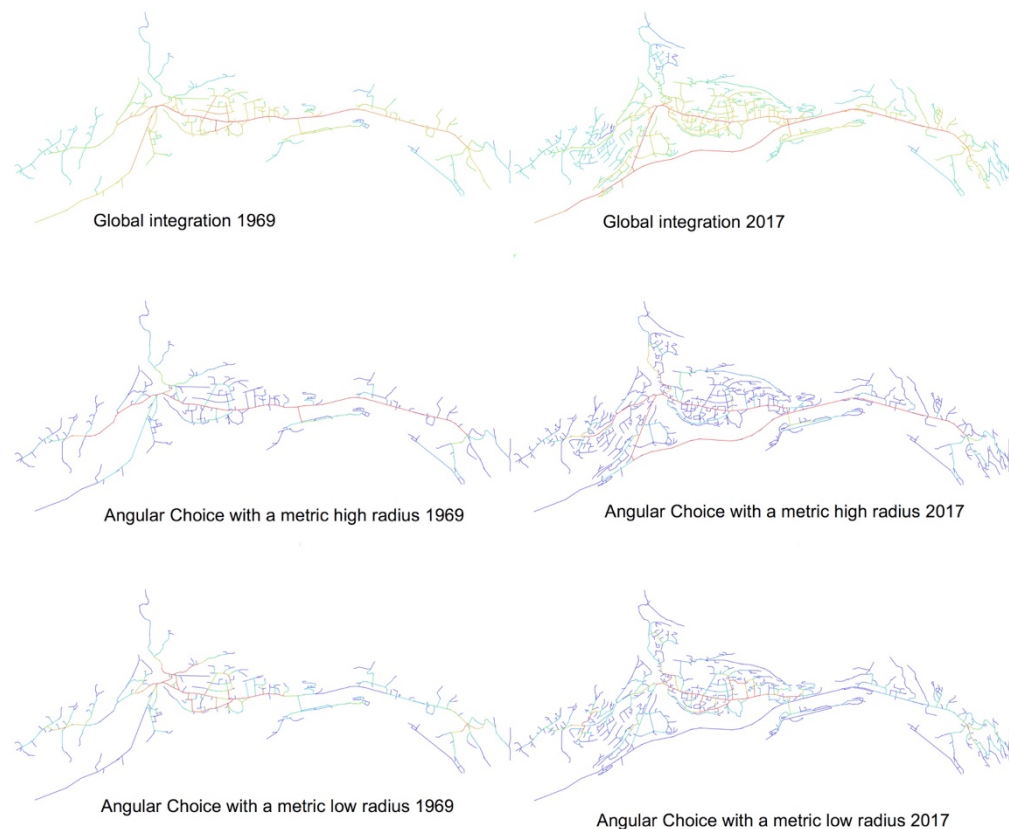 Global integration 1969
Global integration 2017
Angular Choice with a metric high radius 1969
Angular Choice with a metric high radius 2017
Angular Choice with a metric low radius 1969
Angular Choice with a metric low radius 2017